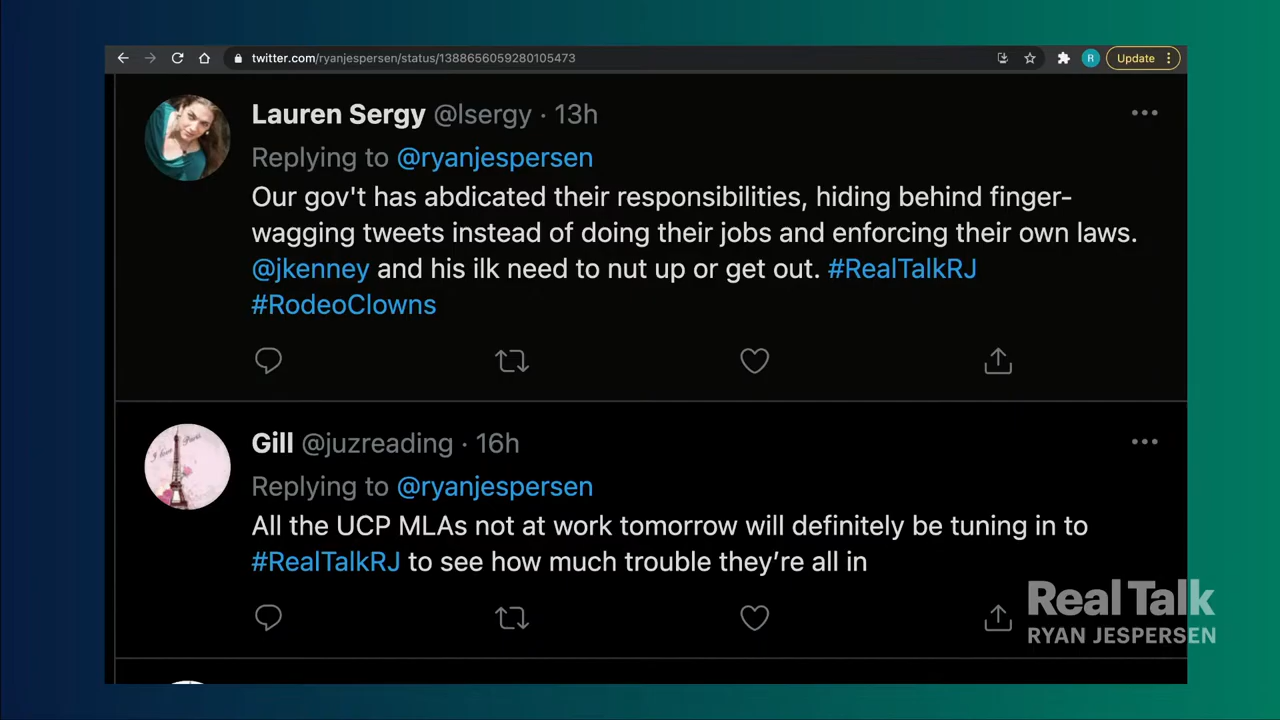 twitter.com/ryanjespersen/status/1388656059280105473
R
Update
Lauren Sergy @lsergy · 13h
Replying to @ryanjespersen
Our gov't has abdicated their responsibilities, hiding behind finger-
wagging tweets instead of doing their jobs and enforcing their own laws.
@jkenney and his ilk need to nut up or get out. #RealTalkRJ
#RodeoClowns
Gill @juzreading · 16h
Replying to @ryanjespersen
All the UCP MLAs not at work tomorrow will definitely be tuning in to
#RealTalkRJ to see how much trouble they’re all in
Real Talk
RYAN JESPERSEN